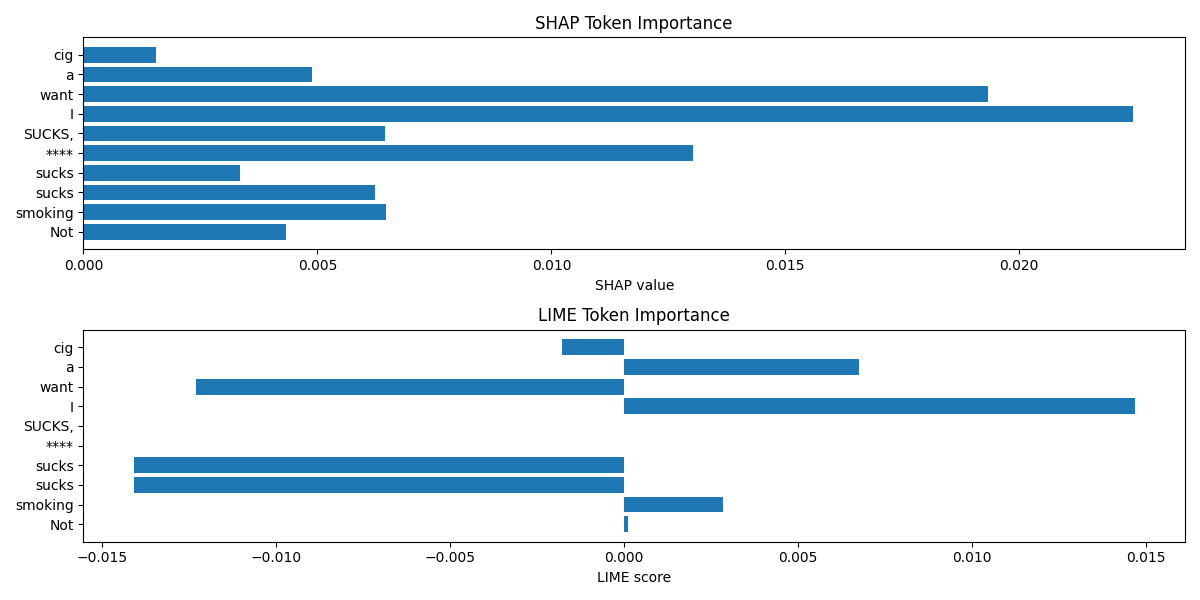 SHAP Token Importance
cig
a
want
I
SUCKS,
****
sucks
sucks
smoking
Not
0.000 0.005 0.010 0.015 0.020
SHAP value
LIME Token Importance
cig
a
want
I
SUCKS,
****
sucks
sucks
smoking
Not
−0.015 −0.010 −0.005 0.000 0.005 0.010 0.015
LIME score